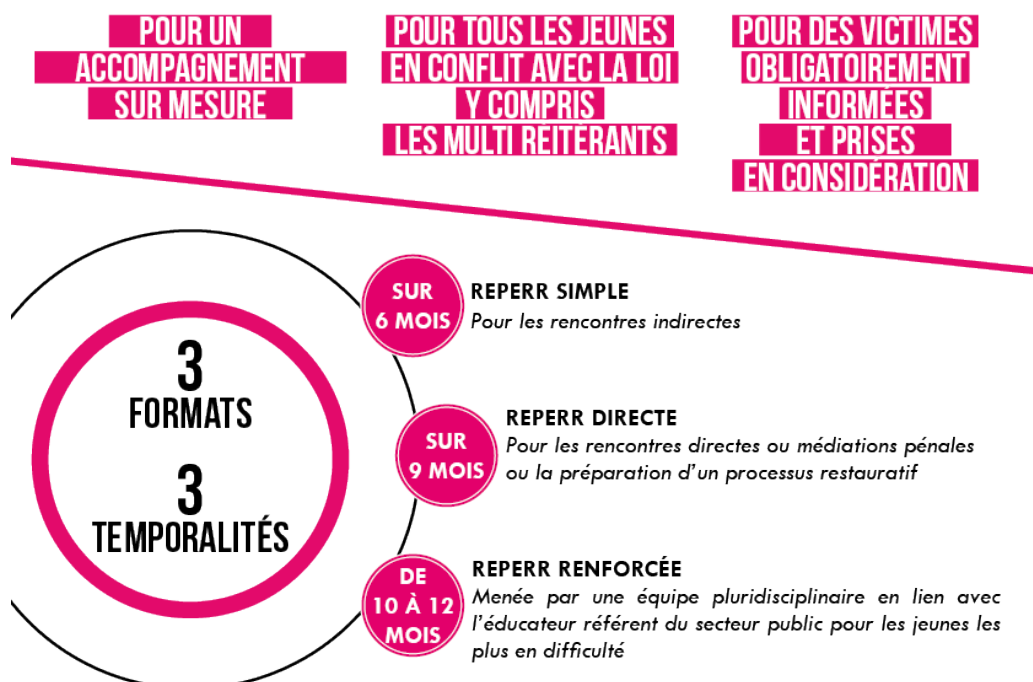 POUR UN
ACCOMPAGNEMENT
SUR MESURE
POUR TOUS LES JEUNES
EN CONFLIT AVEC LA LOI
Y COMPRIS
LES MULTI RÉITÉRANTS
POUR DES VICTIMES
OBLIGATOIREMENT
INFORMÉES
ET PRISES
EN CONSIDÉRATION
3
FORMATS
3
TEMPORALITÉS
SUR
6 MOIS
REPERR SIMPLE
Pour les rencontres indirectes
SUR
9 MOIS
REPERR DIRECTE
Pour les rencontres directes ou médiations pénales
ou la préparation d'un processus restauratif
DE
10 À 12
MOIS
REPERR RENFORCÉE
Menée par une équipe pluridisciplinaire en lien avec
l'éducateur référent du secteur public pour les jeunes les
plus en difficulté